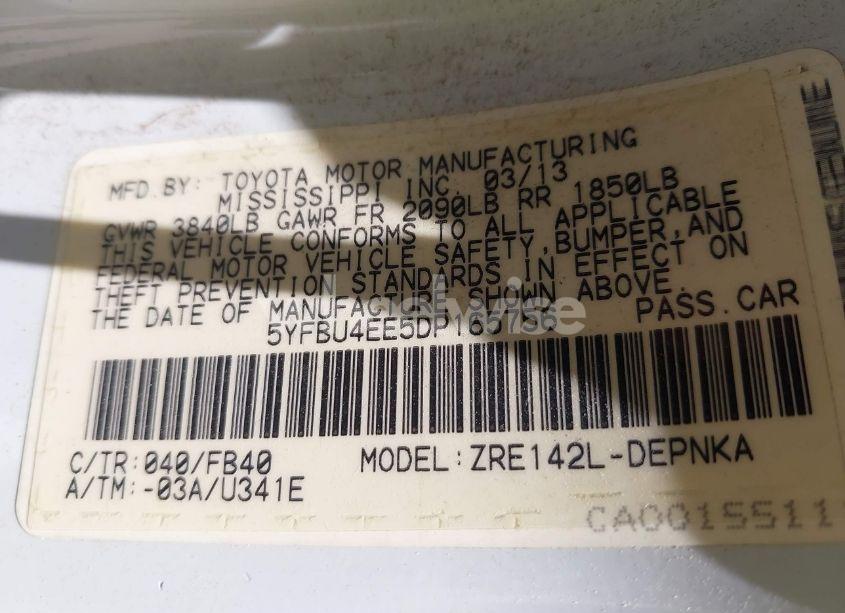 MFD.BY: TOYOTA MOTOR MANUFACTURING
MISSISSIPPI INC. 03/13
GVWR 3840LB GAWR FR 2090LB RR 1850LB
THIS VEHICLE CONFORMS TO ALL APPLICABLE
FEDERAL MOTOR VEHICLE SAFETY,BUMPER,AND
THEFT PREVENTION STANDARDS IN EFFECT ON
THE DATE OF MANUFACTURE SHOWN ABOVE.
PASS.CAR
C/TR:040/FB40
MODEL:ZRE142L-DEPNKA
A/TM:-03A/U341E
CA0015511